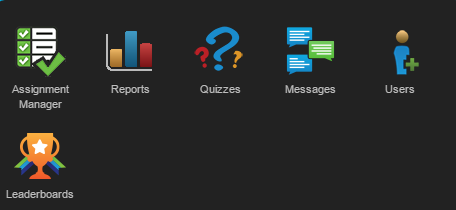 Assignment
Manager
Reports
Quizzes
Messages
Users
Leaderboards